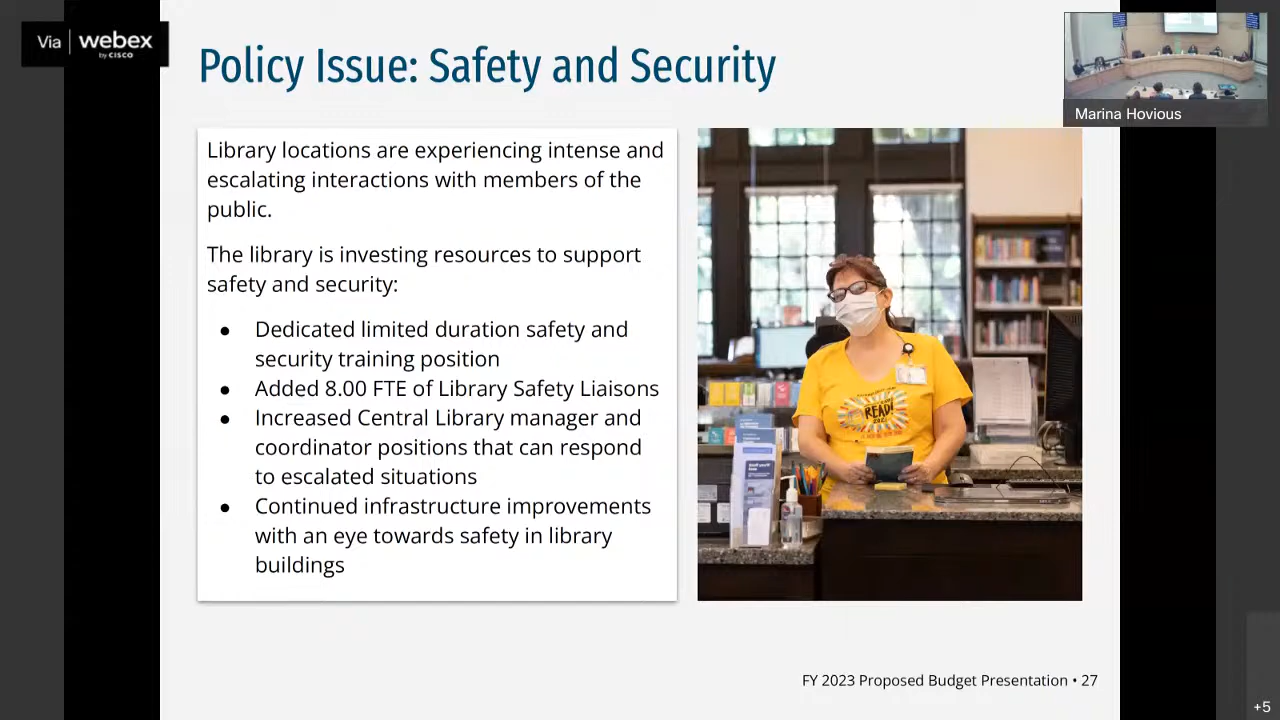 Via webex
by CISCO
Policy Issue: Safety and Security
Marina Hovious
Library locations are experiencing intense and
escalating interactions with members of the
public.
The library is investing resources to support
safety and security:
● Dedicated limited duration safety and
security training position
● Added 8.00 FTE of Library Safety Liaisons
● Increased Central Library manager and
coordinator positions that can respond
to escalated situations
● Continued infrastructure improvements
with an eye towards safety in library
buildings
READ!
FY 2023 Proposed Budget Presentation • 27
+5